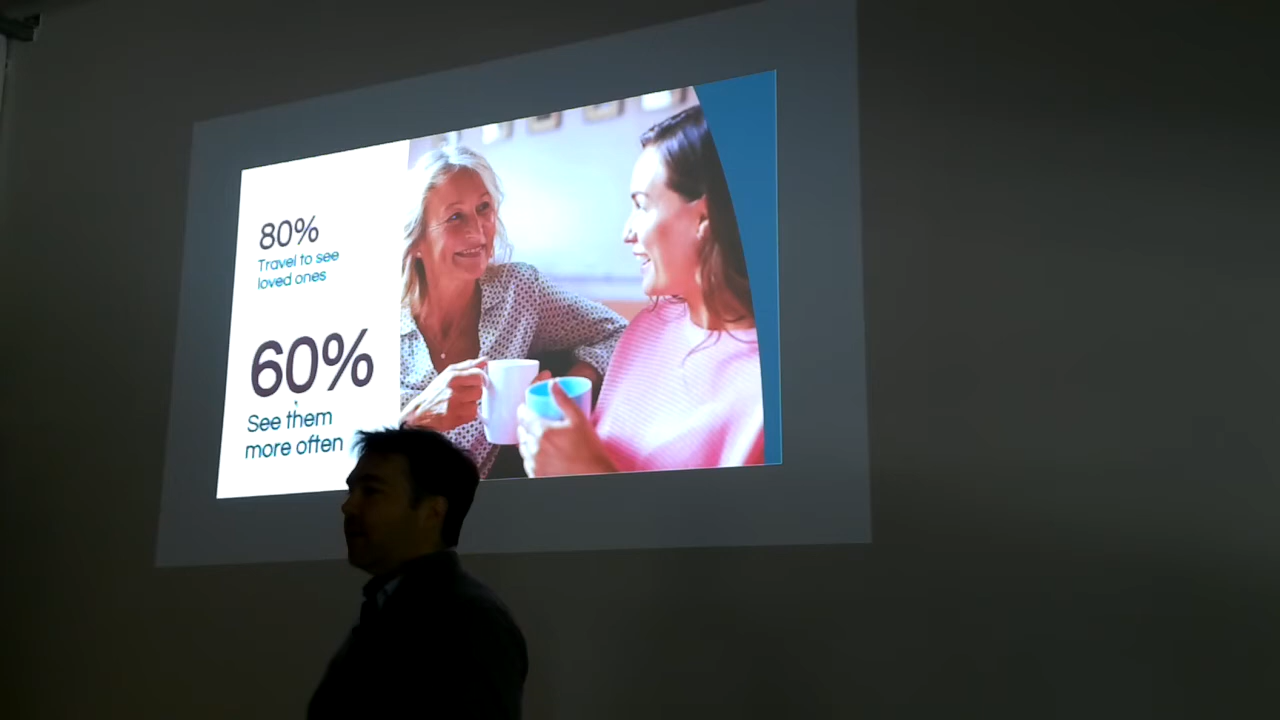 80%
Travel to see
loved ones
60%
See them
more often